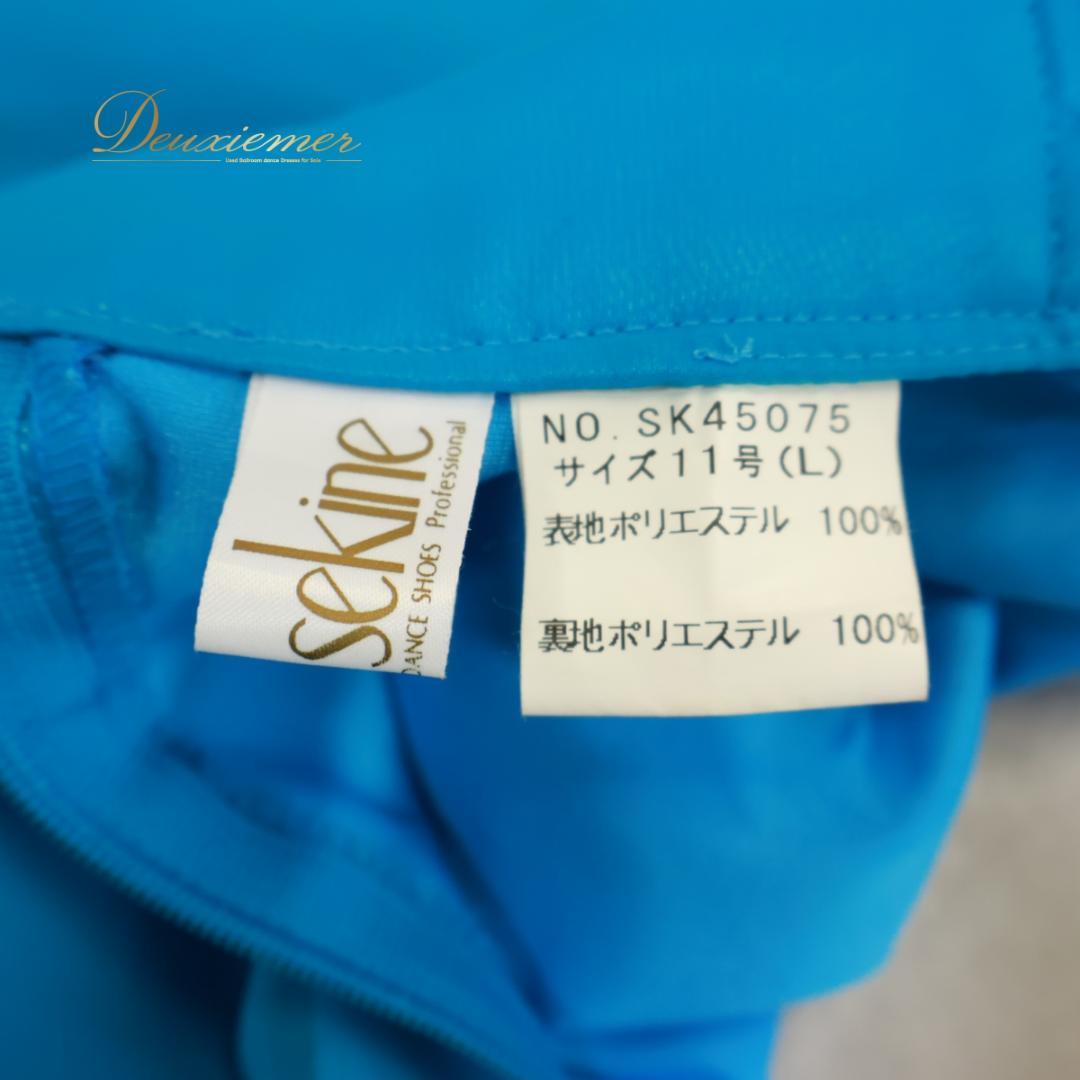 Deuxiemer
Used Ballroom dance Dresses for Sale
sekine
DANCE SHOES Professional
NO. SK45075
サイズ11号(L)
表地ポリエステル 100%
裏地ポリエステル 100%